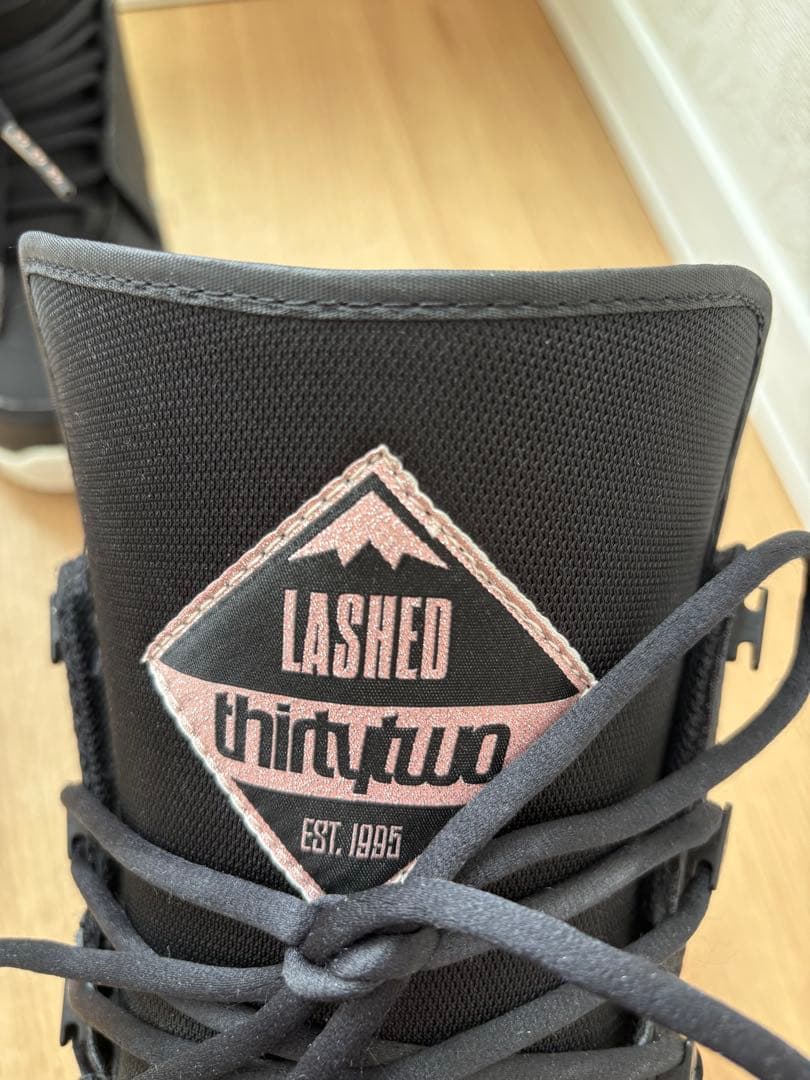 LASHED
thirtytwo
EST. 1995